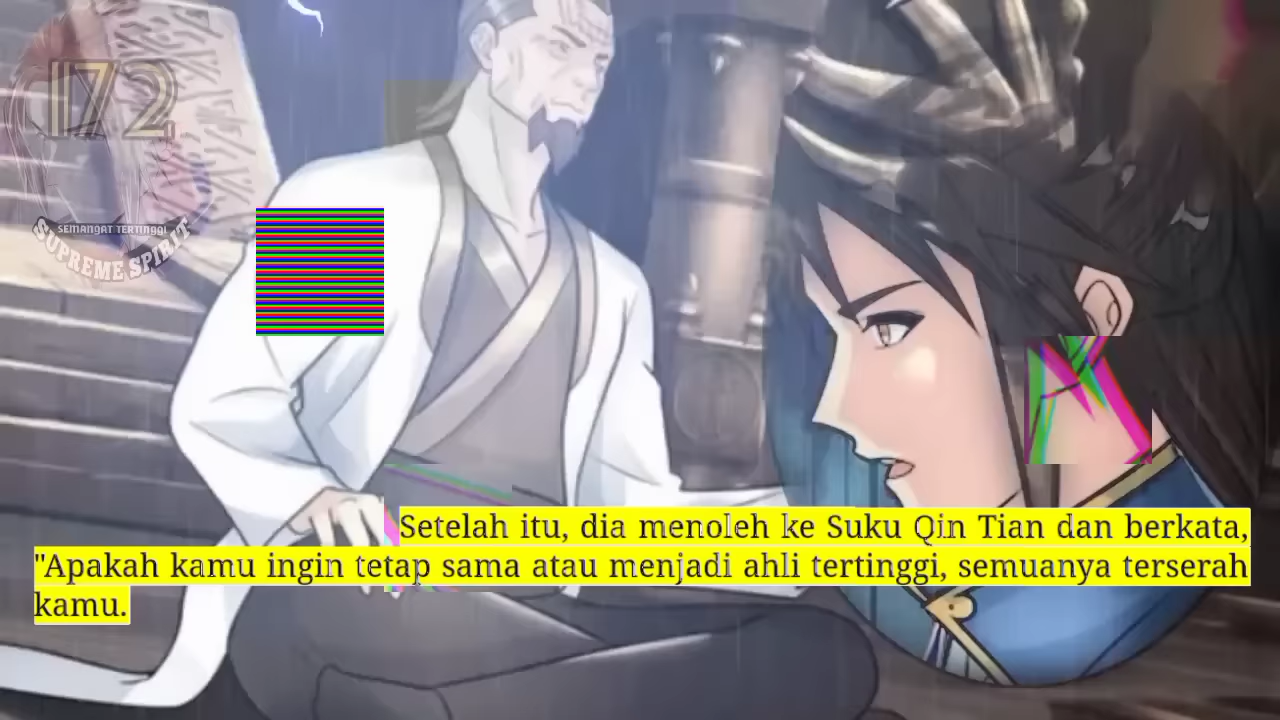 172
SEMANGAT TERTINGGI
SUPREME SPIRIT
Setelah itu, dia menoleh ke Suku Qin Tian dan berkata,
"Apakah kamu ingin tetap sama atau menjadi ahli tertinggi, semuanya terserah
kamu.